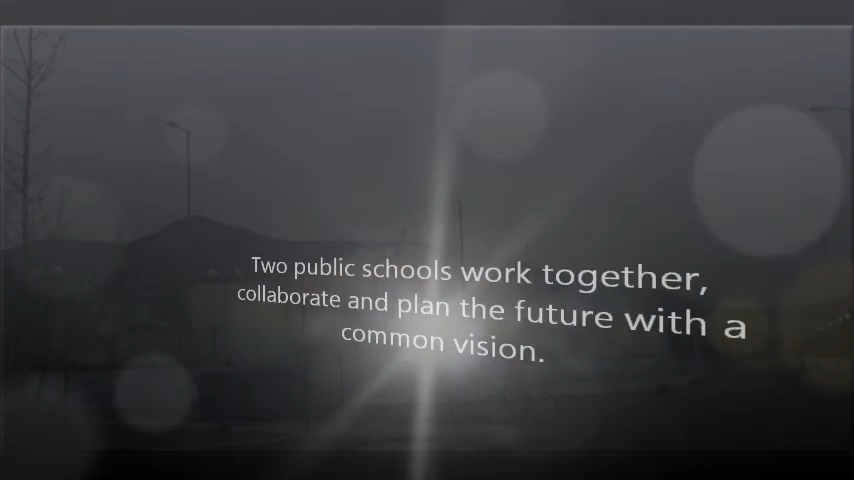 Two public schools work together,
collaborate and plan the future with a
common vision.